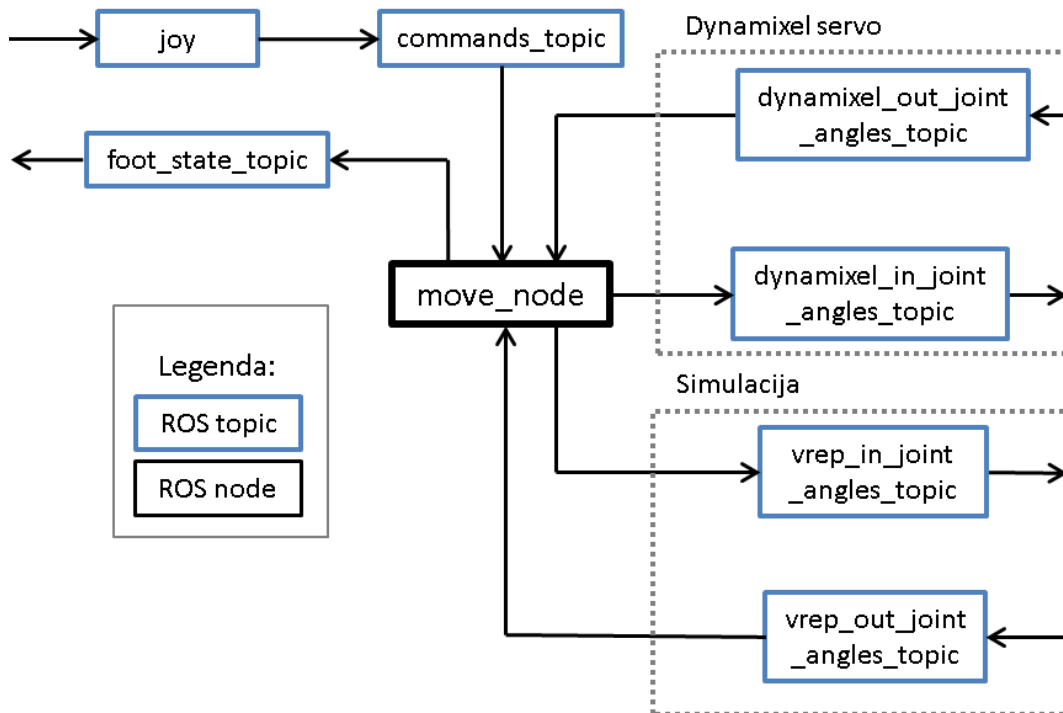 joy
commands_topic
Dynamixel servo
dynamixel_out_joint
_angles_topic
foot_state_topic
move_node
dynamixel_in_joint
_angles_topic
Legenda:
ROS topic
ROS node
Simulacija
vrep_in_joint
_angles_topic
vrep_out_joint
_angles_topic